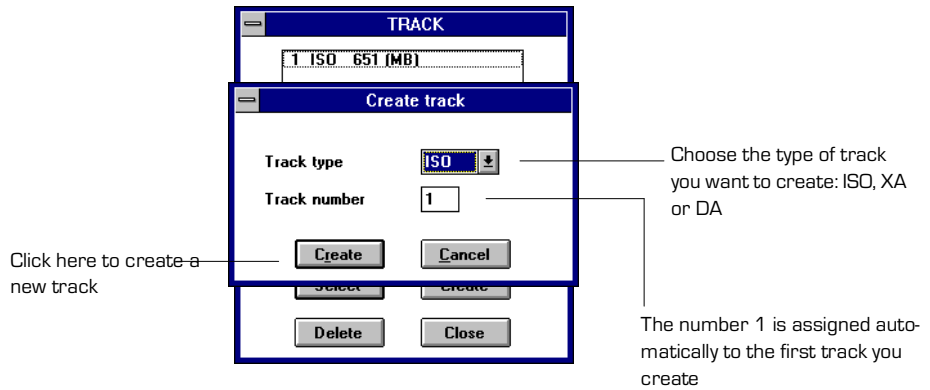 TRACK
1 ISO 651 (MB)
Create track
Track type ISO
Choose the type of track
you want to create: ISO, XA
or DA
Track number 1
Click here to create a
new track
Create Cancel
Select Create
Delete Close
The number 1 is assigned auto-
matically to the first track you
create